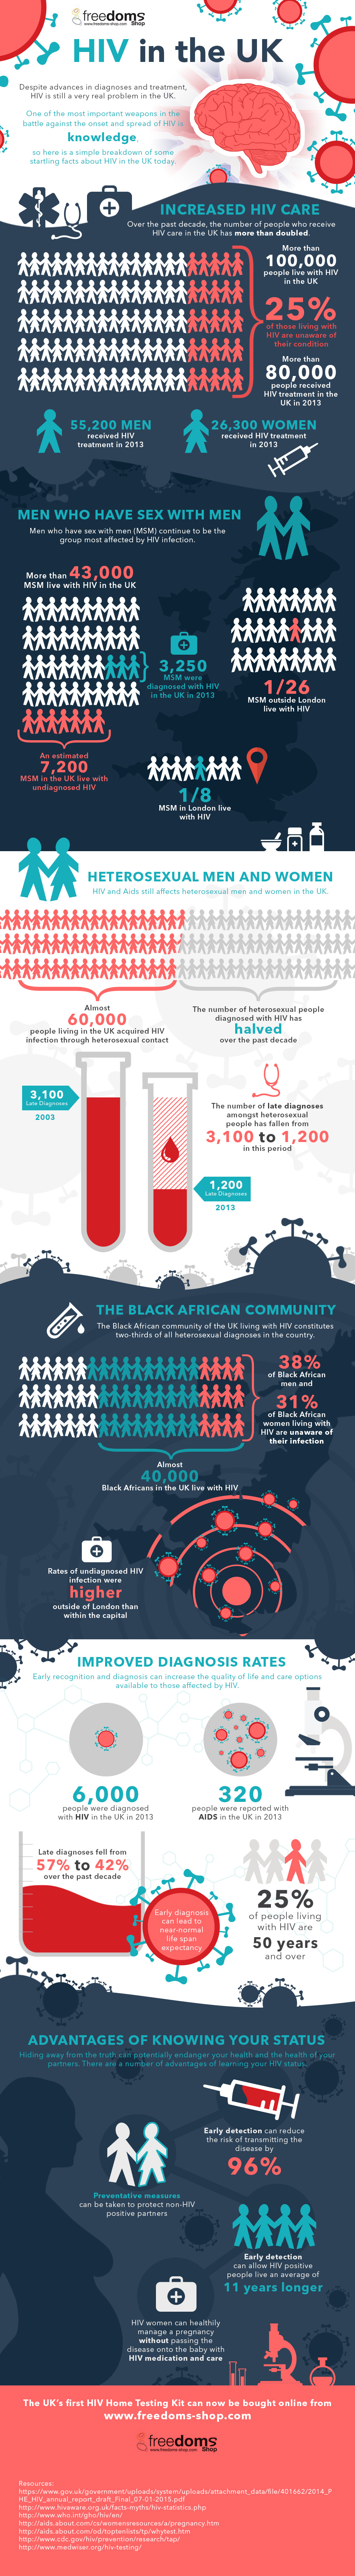 freedoms
www.freedoms-shop.com Shop
HIV in the UK
Despite advances in diagnoses and treatment,
HIV is still a very real problem in the UK.
One of the most important weapons in the
battle against the onset and spread of HIV is
knowledge,
so here is a simple breakdown of some
startling facts about HIV in the UK today.
INCREASED HIV CARE
Over the past decade, the number of people who receive
HIV care in the UK has more than doubled.
More than
100,000
people live with HIV
in the UK
25%
of those living with
HIV are unaware of
their condition
More than
80,000
people received
HIV treatment in the
UK in 2013
55,200 MEN
received HIV
treatment in 2013
26,300 WOMEN
received HIV treatment
in 2013
MEN WHO HAVE SEX WITH MEN
Men who have sex with men (MSM) continue to be the
group most affected by HIV infection.
More than 43,000
MSM live with HIV in the UK
3,250
MSM were
diagnosed with HIV
in the UK in 2013
1/26
MSM outside London
live with HIV
An estimated
7,200
MSM in the UK live with
undiagnosed HIV
1/8
MSM in London live
with HIV
HETEROSEXUAL MEN AND WOMEN
HIV and Aids still affects heterosexual men and women in the UK.
Almost
60,000
people living in the UK acquired HIV
infection through heterosexual contact
The number of heterosexual people
diagnosed with HIV has
halved
over the past decade
3,100
Late Diagnoses
2003
The number of late diagnoses
amongst heterosexual
people has fallen from
3,100 to 1,200
in this period
1,200
Late Diagnoses
2013
THE BLACK AFRICAN COMMUNITY
The Black African community of the UK living with HIV constitutes
two-thirds of all heterosexual diagnoses in the country.
38%
of Black African
men and
31%
of Black African
women living with
HIV are unaware of
their infection
Almost
40,000
Black Africans in the UK live with HIV
Rates of undiagnosed HIV
infection were
higher
outside of London than
within the capital
IMPROVED DIAGNOSIS RATES
Early recognition and diagnosis can increase the quality of life and care options
available to those affected by HIV.
6,000
people were diagnosed
with HIV in the UK in 2013
320
people were reported with
AIDS in the UK in 2013
Late diagnoses fell from
57% to 42%
over the past decade
Early diagnosis
can lead to
near-normal
life span
expectancy
25%
of people living
with HIV are
50 years
and over
ADVANTAGES OF KNOWING YOUR STATUS
Hiding away from the truth can potentially endanger your health and the health of your
partners. There are a number of advantages of learning your HIV status.
Early detection can reduce
the risk of transmitting the
disease by
96%
Preventative measures
can be taken to protect non-HIV
positive partners
Early detection
can allow HIV positive
people live an average of
11 years longer
HIV women can healthily
manage a pregnancy
without passing the
disease onto the baby with
HIV medication and care
The UK's first HIV Home Testing Kit can now be bought online from
www.freedoms-shop.com
freedoms
www.freedoms-shop.com Shop
Resources:
https://www.gov.uk/government/uploads/system/uploads/attachment_data/file/401662/2014_P
HE_HIV_annual_report_draft_Final_07-01-2015.pdf
http://www.hivaware.org.uk/facts-myths/hiv-statistics.php
http://www.who.int/gho/hiv/en/
http://aids.about.com/cs/womensresources/a/pregnancy.htm
http://aids.about.com/od/toptenlists/tp/whytest.htm
http://www.cdc.gov/hiv/prevention/research/tap/
http://www.medwiser.org/hiv-testing/